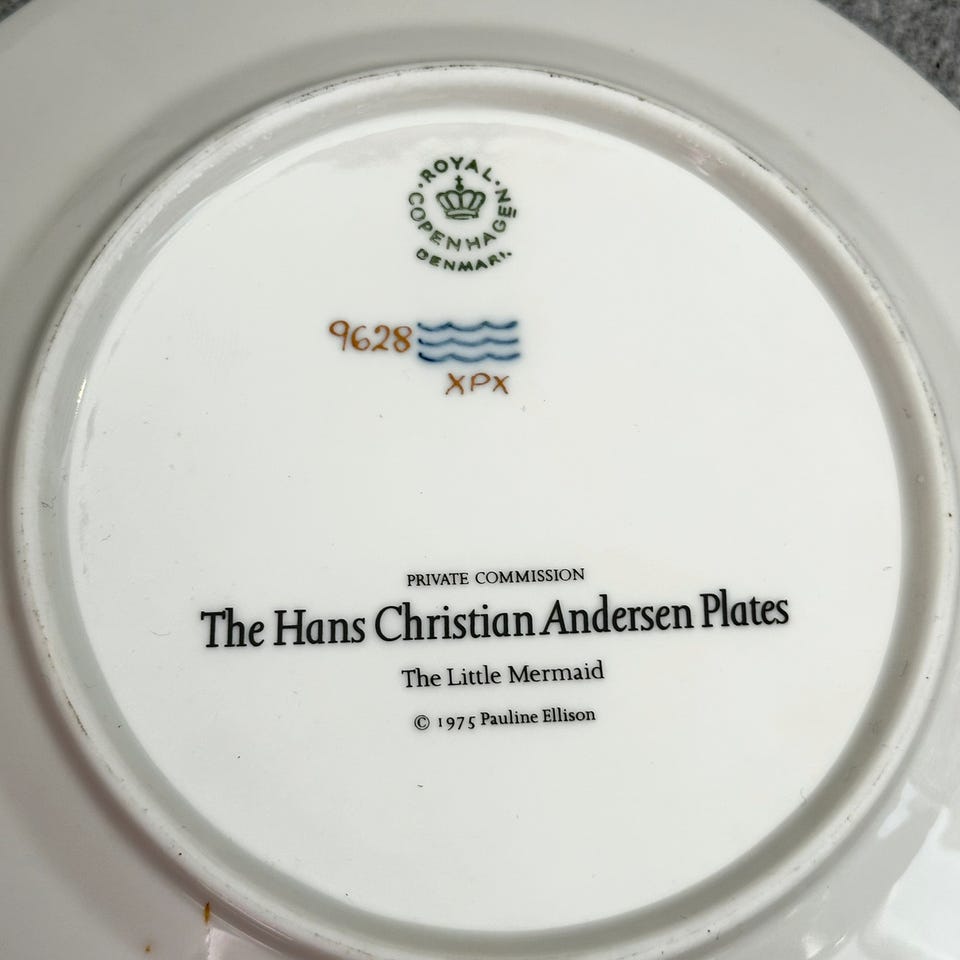 ROYAL
COPENHAGEN
DENMARK
9628
XPX
PRIVATE COMMISSION
The Hans Christian Andersen Plates
The Little Mermaid
© 1975 Pauline Ellison